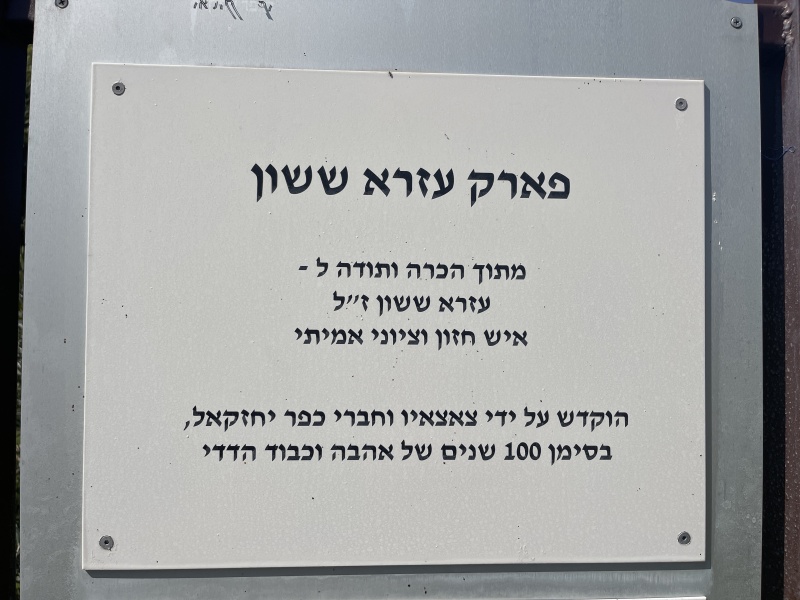 פארק עזרא ששון
מתוך הכרה ותודה ל -
עזרא ששון ז״ל
איש חזון וציוני אמיתי
הוקדש על ידי צאצאיו וחברי כפר יחזקאל,
בסימן 100 שנים של אהבה וכבוד הדדי